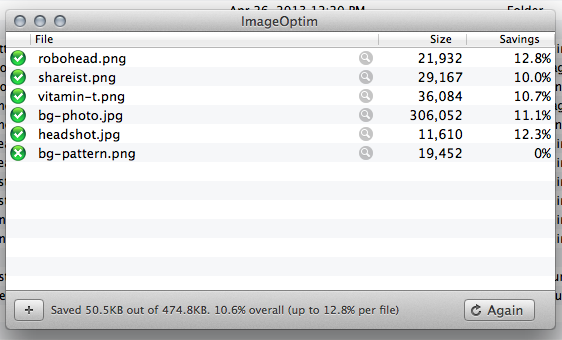 Apr 26, 2013 12:20 PM Folder
ImageOptim
File Size Savings
robohead.png 21,932 12.8%
shareist.png 29,167 10.0%
vitamin-t.png 36,084 10.7%
bg-photo.jpg 306,052 11.1%
headshot.jpg 11,610 12.3%
bg-pattern.png 19,452 0%
+ Saved 50.5KB out of 474.8KB. 10.6% overall (up to 12.8% per file) Again